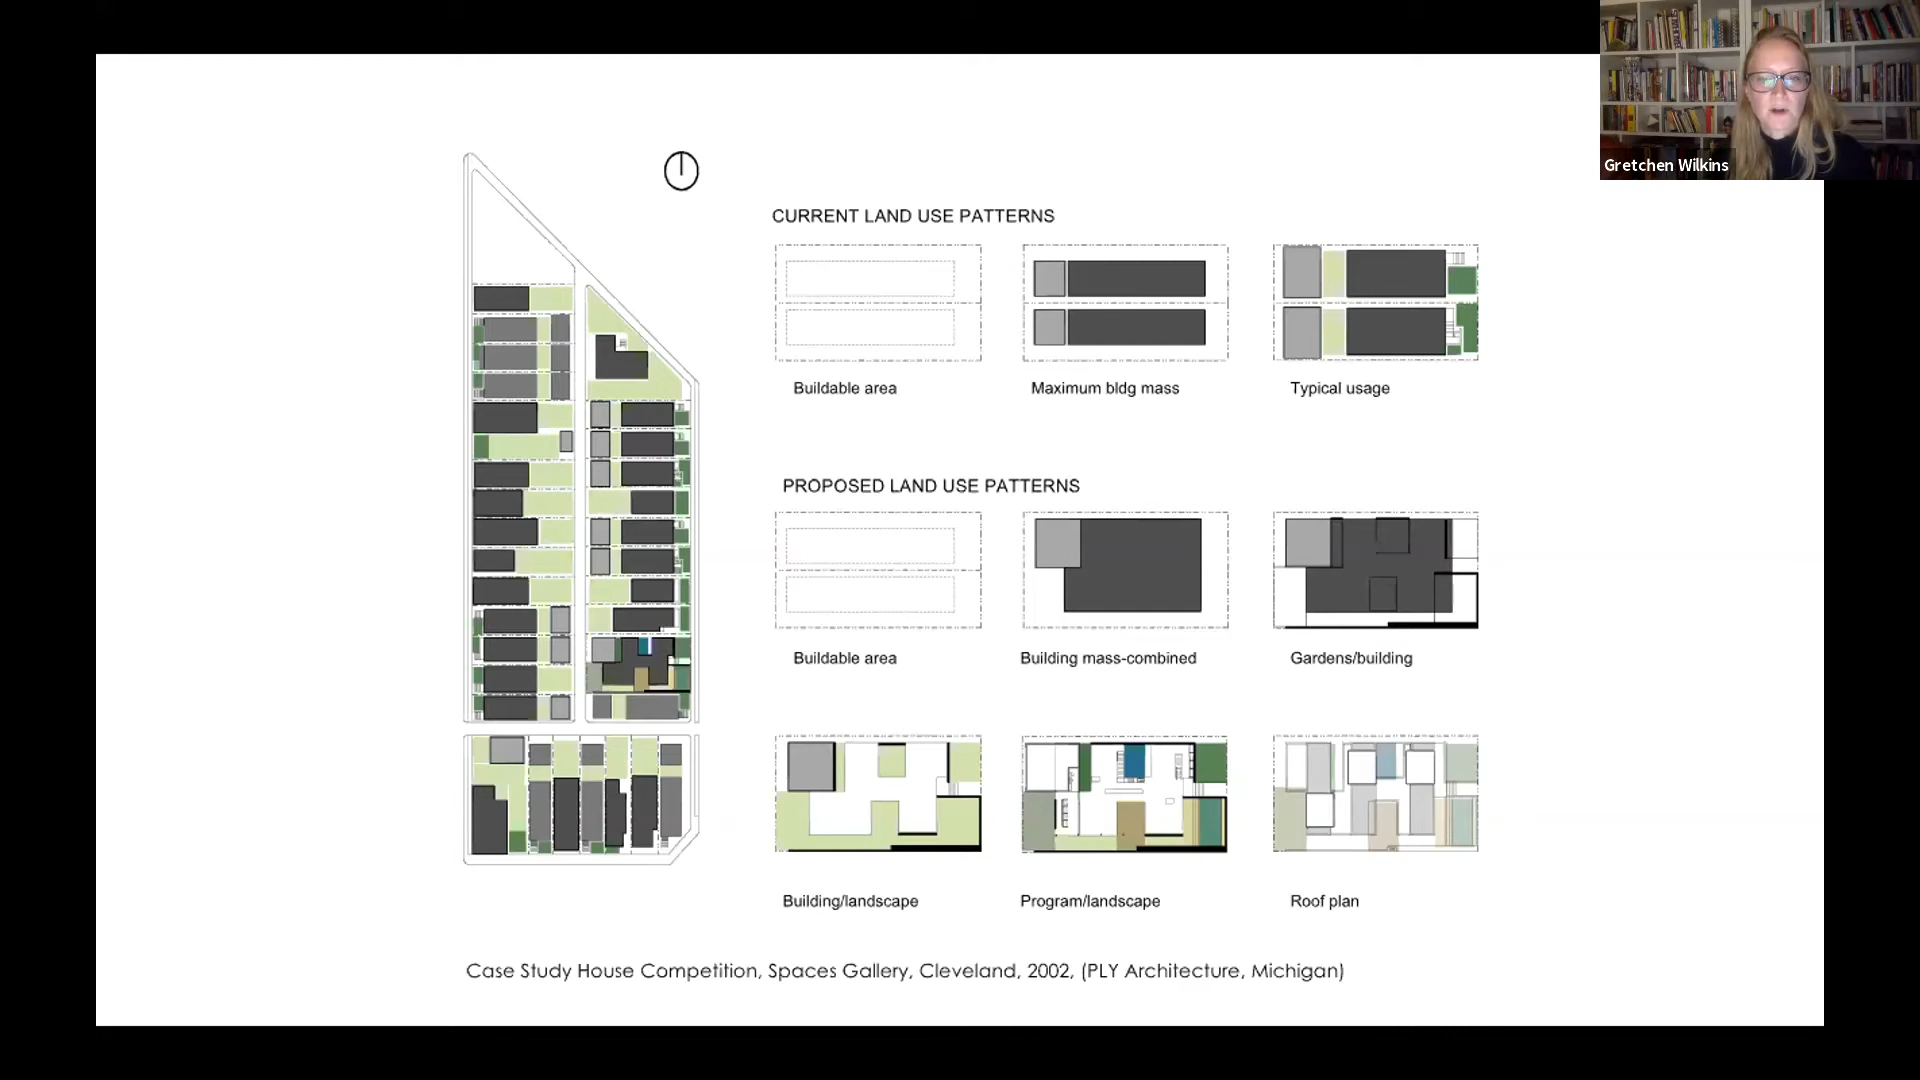 Gretchen Wilkins
CURRENT LAND USE PATTERNS
Buildable area
Maximum bldg mass
Typical usage
PROPOSED LAND USE PATTERNS
Buildable area
Building mass-combined
Gardens/building
Building/landscape
Program/landscape
Roof plan
Case Study House Competition, Spaces Gallery, Cleveland, 2002, (PLY Architecture, Michigan)